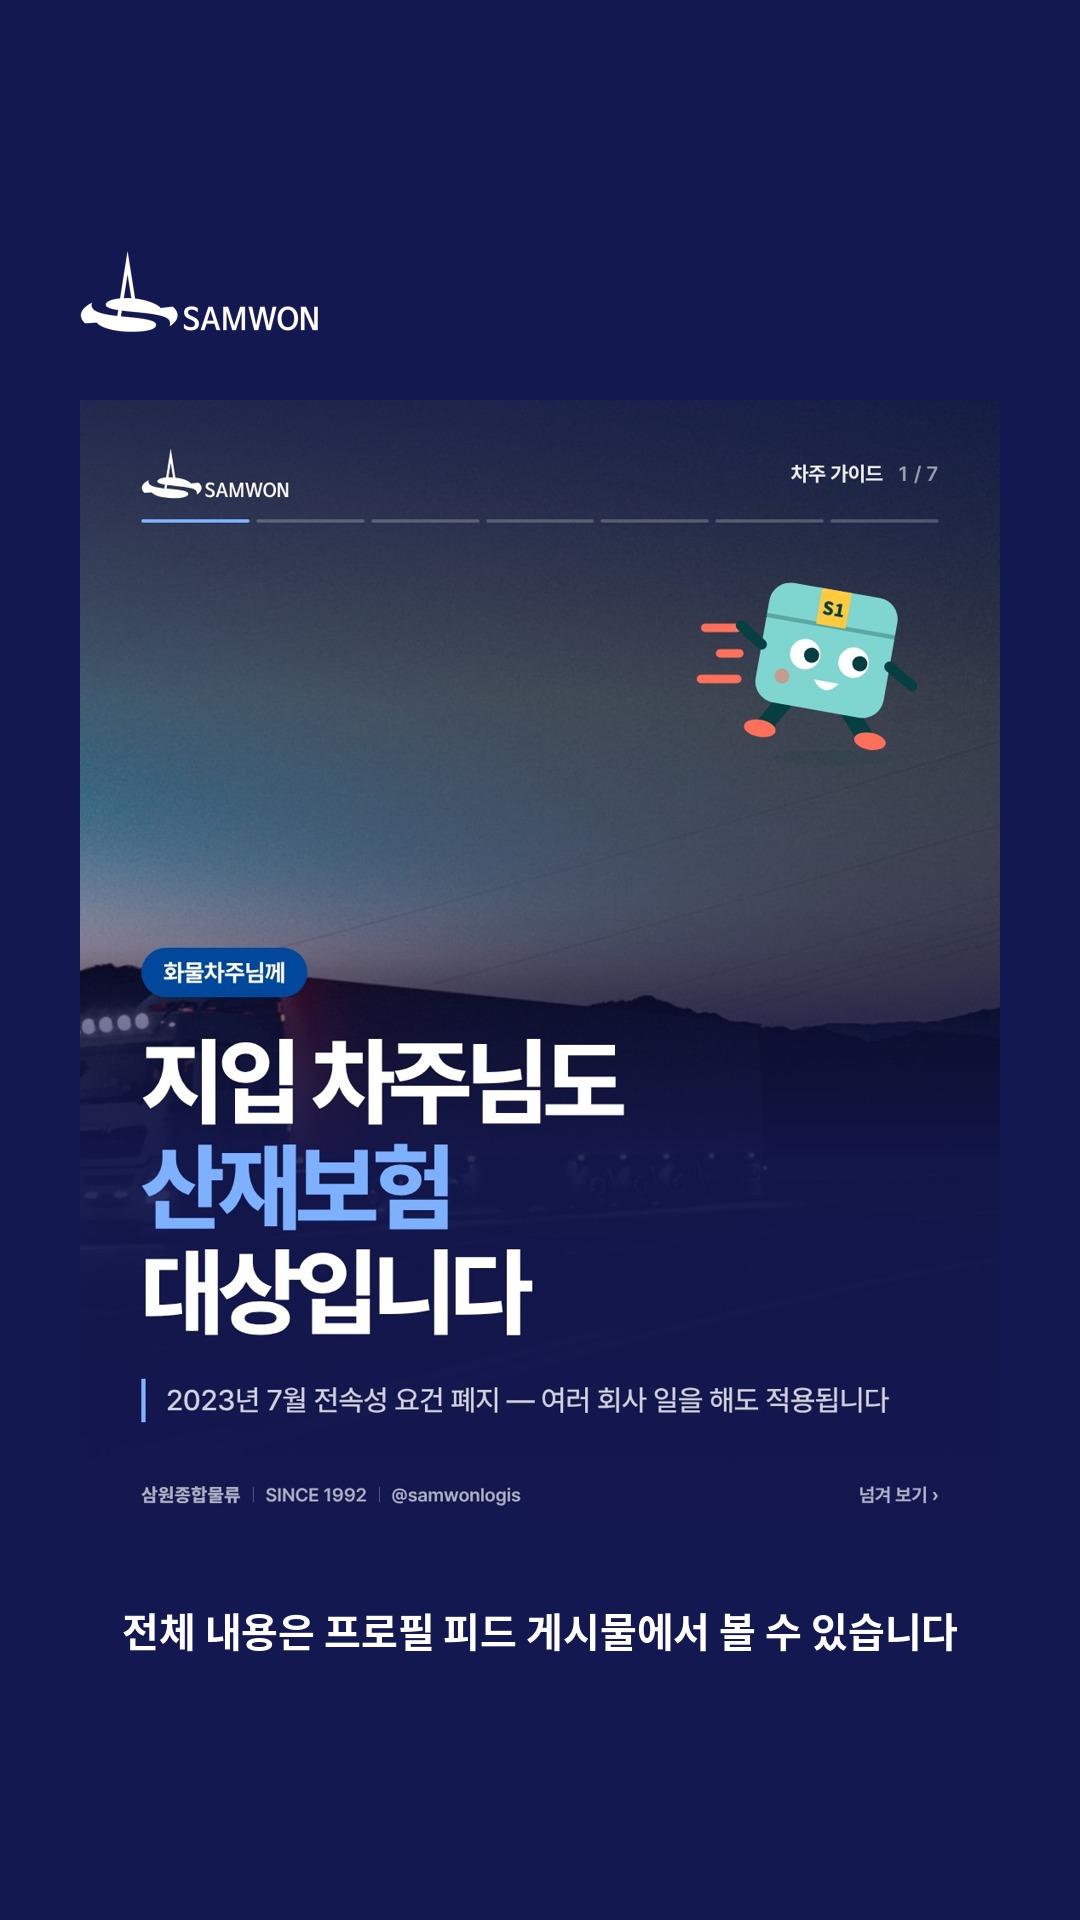 SAMWON
SAMWON
차주 가이드 1 / 7
S1
화물차주님께
지입 차주님도
산재보험
대상입니다
2023년 7월 전속성 요건 폐지 — 여러 회사 일을 해도 적용됩니다
삼원종합물류 | SINCE 1992 | @samwonlogis
넘겨 보기 ›
전체 내용은 프로필 피드 게시물에서 볼 수 있습니다